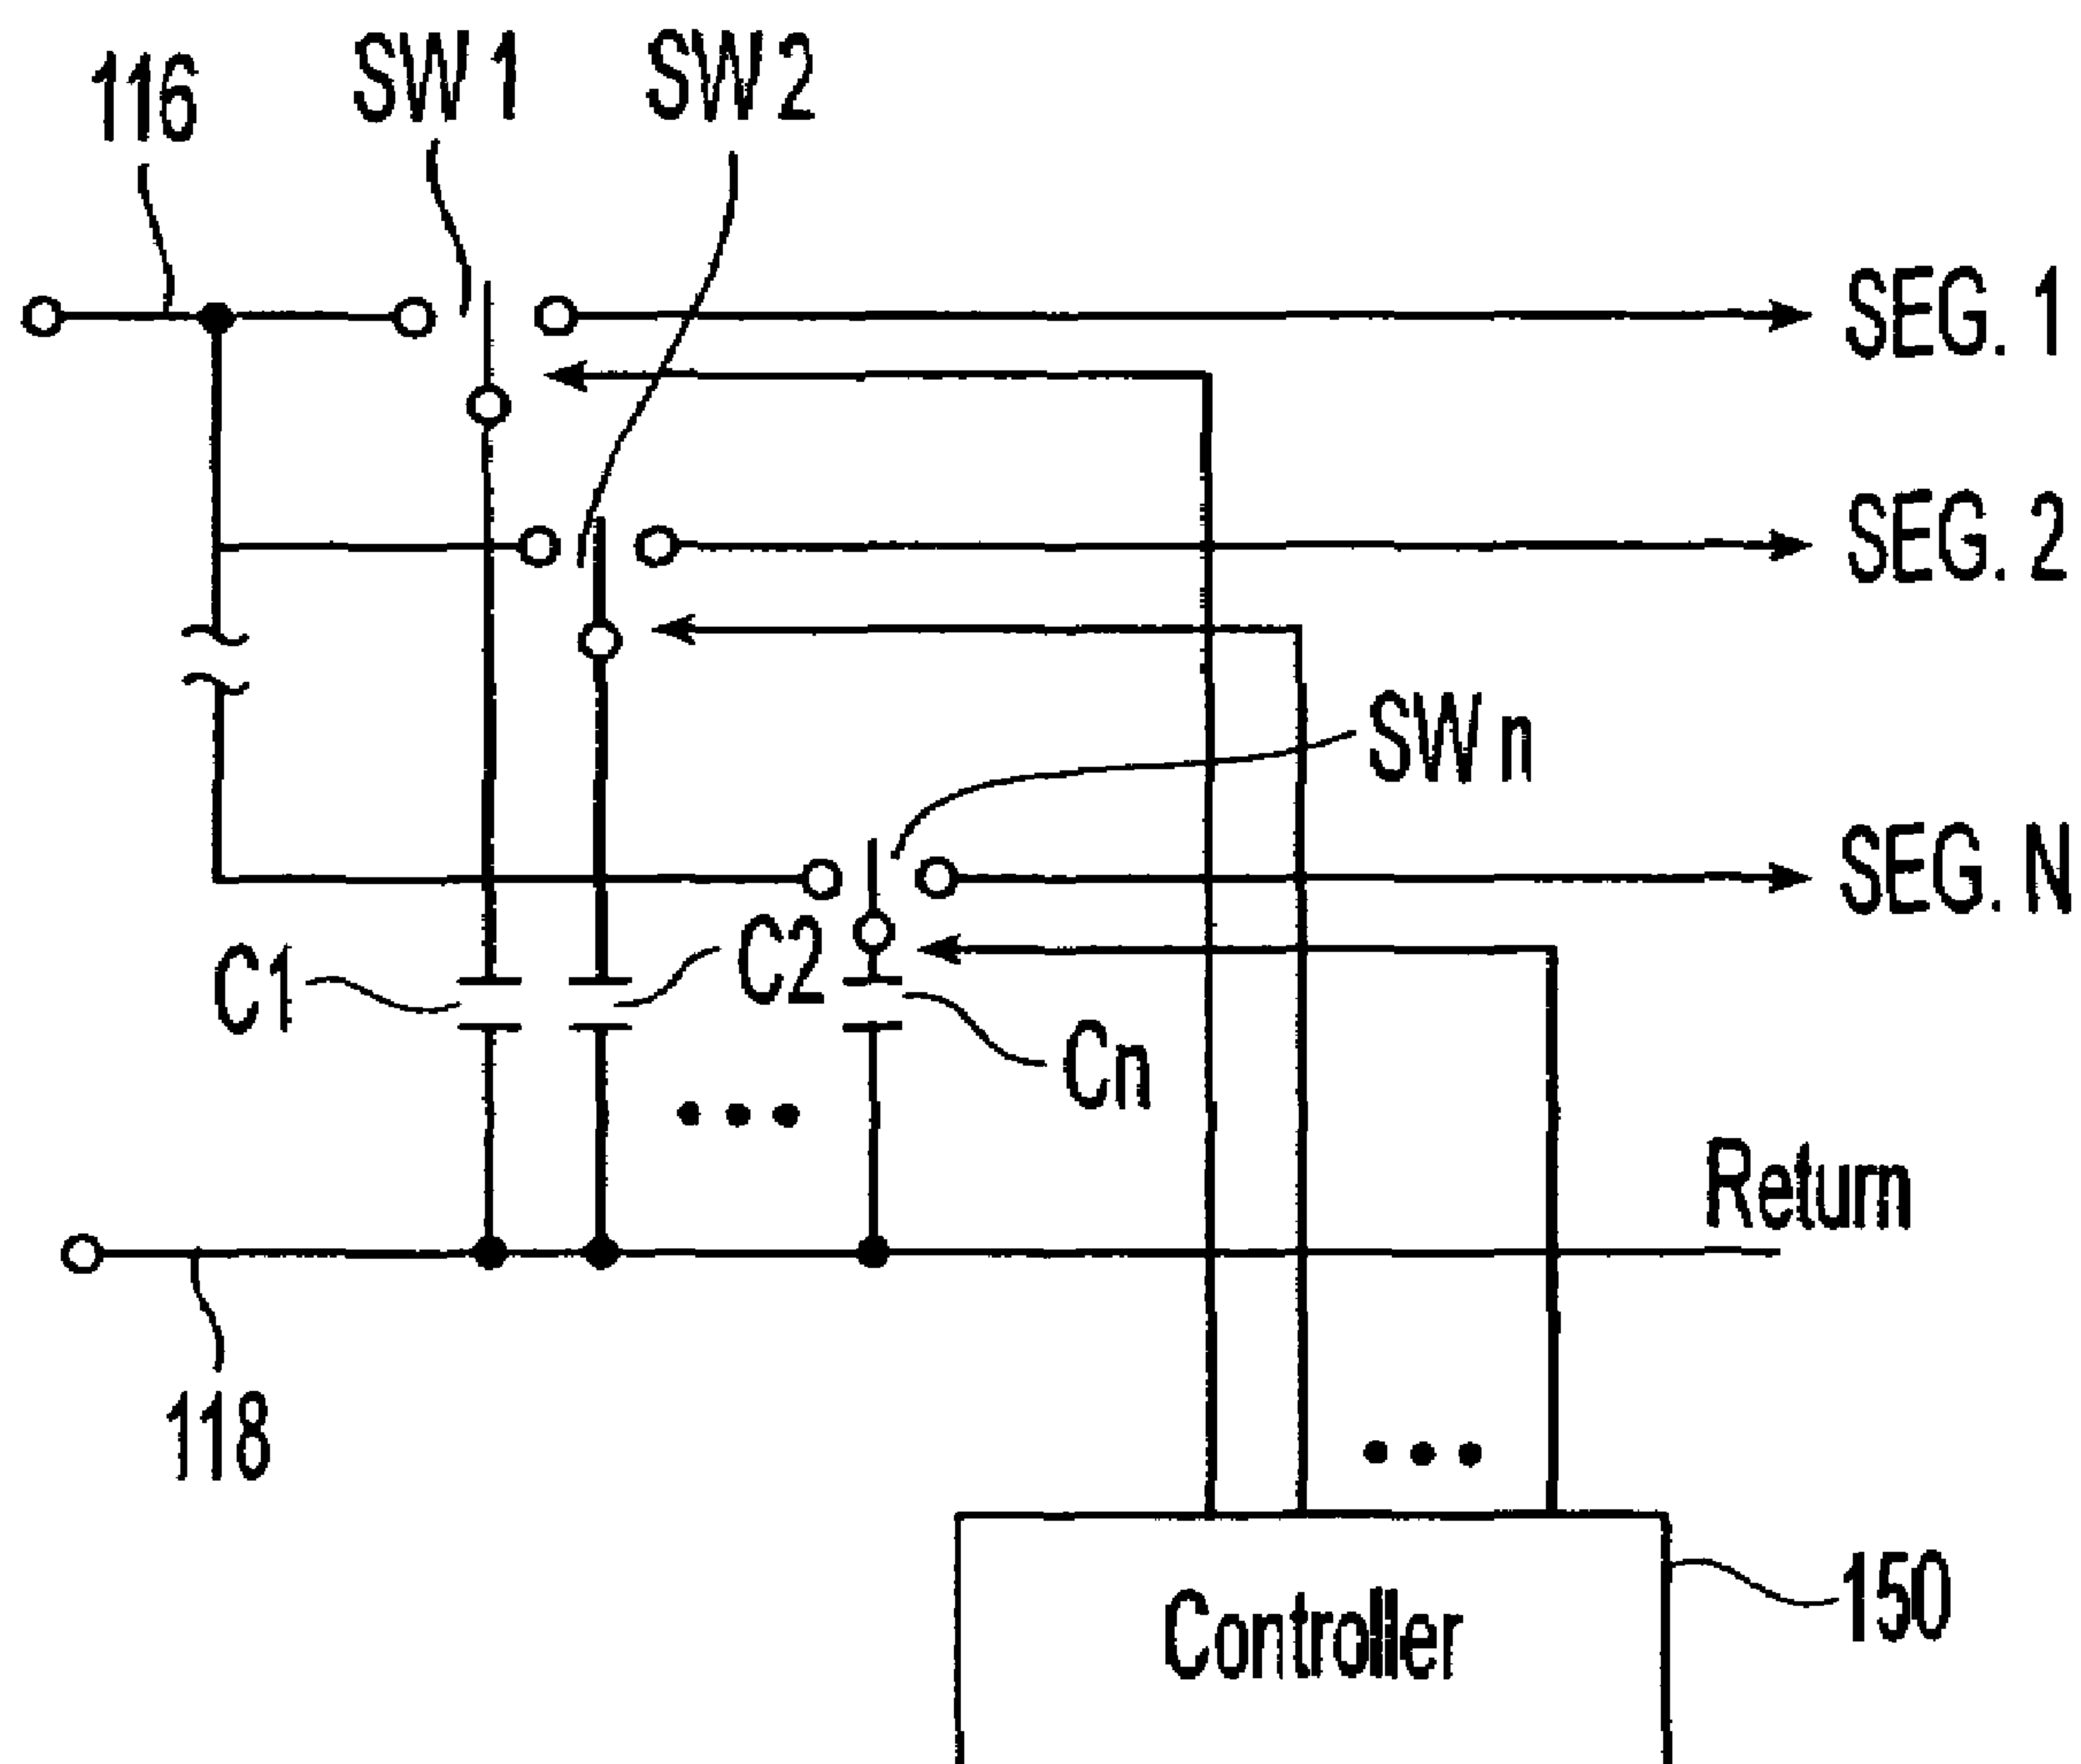 116
SW 1
SW 2
SEG. 1
SEG. 2
SW n
SEG. N
C1
C2
Cn
Return
118
150
Controller